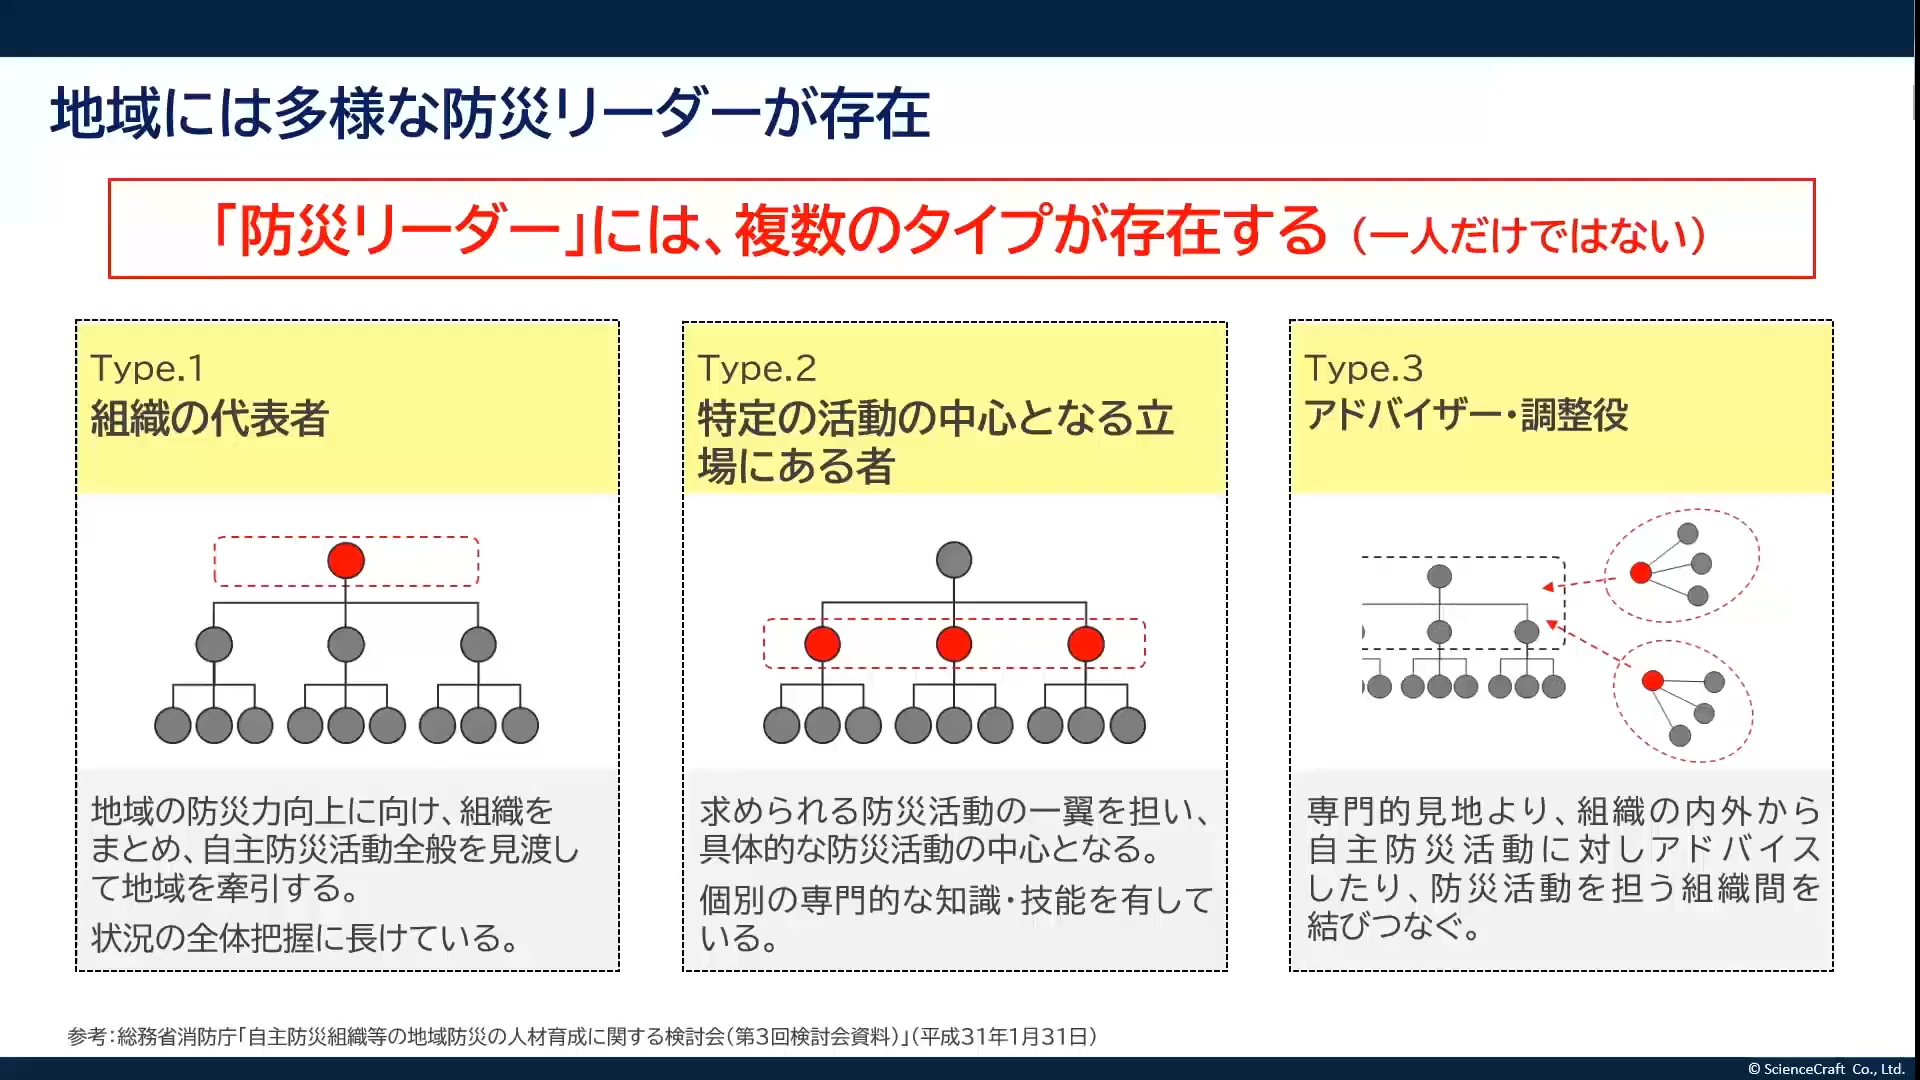 地域には多様な防災リーダーが存在
「防災リーダー」には、複数のタイプが存在する（一人だけではない）
Type.1
組織の代表者
地域の防災力向上に向け、組織を
まとめ、自主防災活動全般を見渡し
て地域を牽引する。
状況の全体把握に長けている。
Type.2
特定の活動の中心となる立
場にある者
求められる防災活動の一翼を担い、
具体的な防災活動の中心となる。
個別の専門的な知識・技能を有して
いる。
Type.3
アドバイザー・調整役
専門的見地より、組織の内外から
自主防災活動に対しアドバイス
したり、防災活動を担う組織間を
結びつなぐ。
参考：総務省消防庁「自主防災組織等の地域防災の人材育成に関する検討会（第3回検討会資料）」（平成31年1月31日）
© ScienceCraft Co., Ltd.